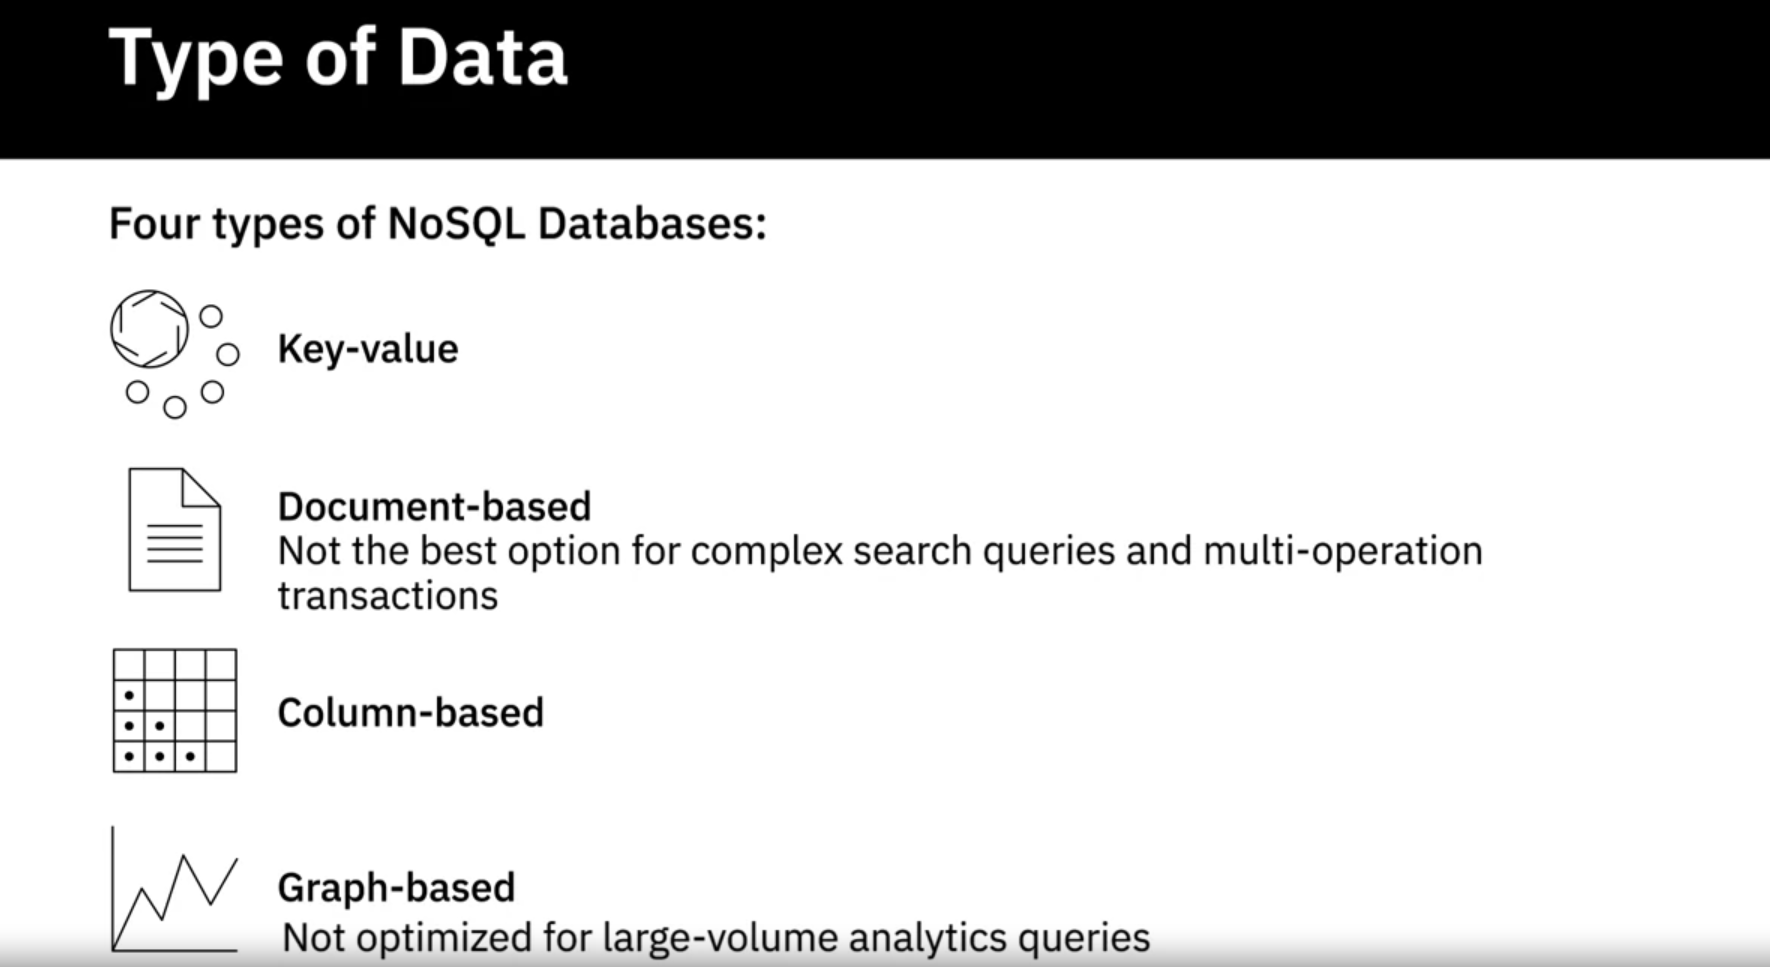 Type of Data
Four types of NoSQL Databases:
Key-value
Document-based
Not the best option for complex search queries and multi-operation
transactions
Column-based
Graph-based
Not optimized for large-volume analytics queries